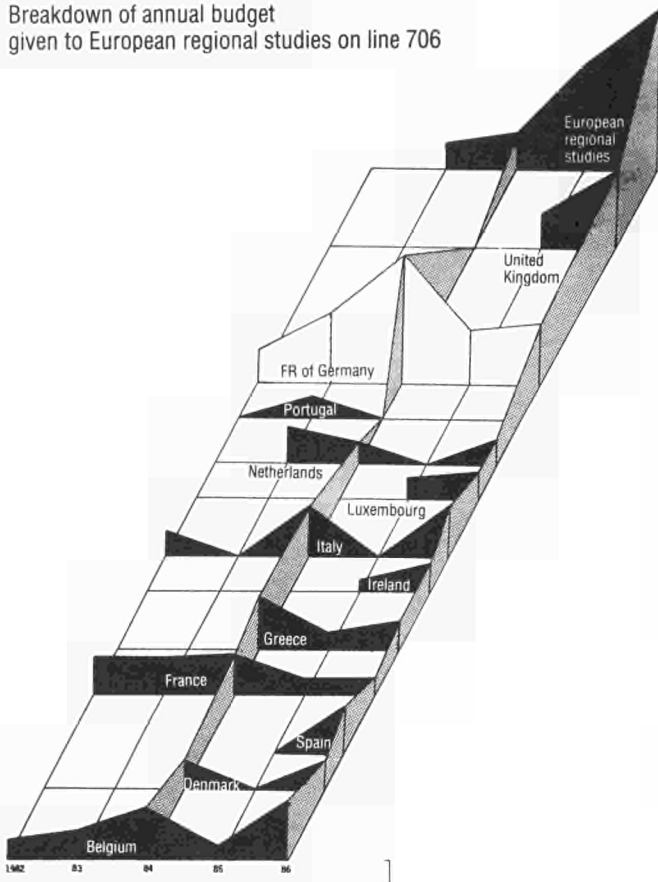 Breakdown of annual budget
given to European regional studies on line 706
European
regional
studies
United
Kingdom
FR of Germany
Portugal
Netherlands
Luxembourg
Italy
Ireland
Greece
France
Spain
Denmark
Belgium
1982 83 84 85 86